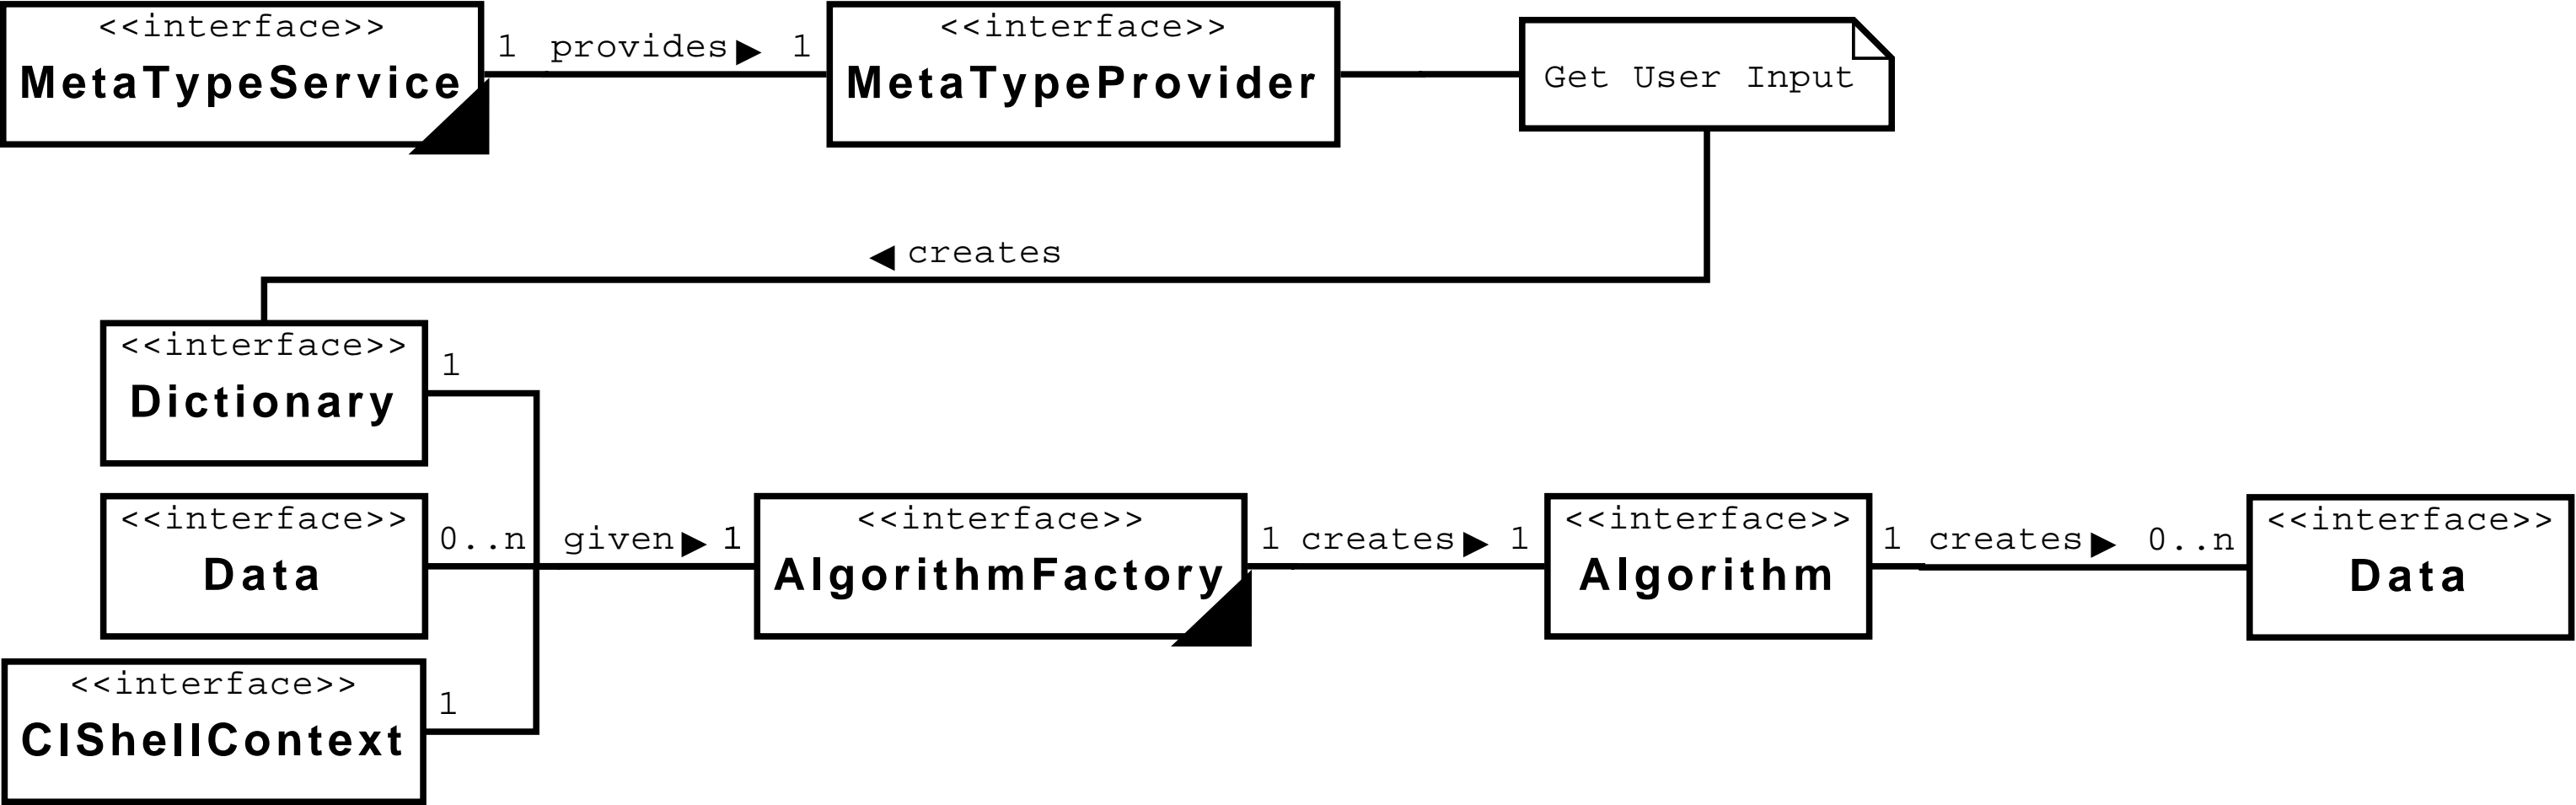 <<interface>>
MetaTypeService
1 provides▶ 1
<<interface>>
MetaTypeProvider
Get User Input
◀ creates
<<interface>>
Dictionary
1
<<interface>>
Data
0..n given▶ 1
<<interface>>
AlgorithmFactory
1 creates▶ 1
<<interface>>
Algorithm
1 creates▶ 0..n
<<interface>>
Data
<<interface>>
CIShellContext
1